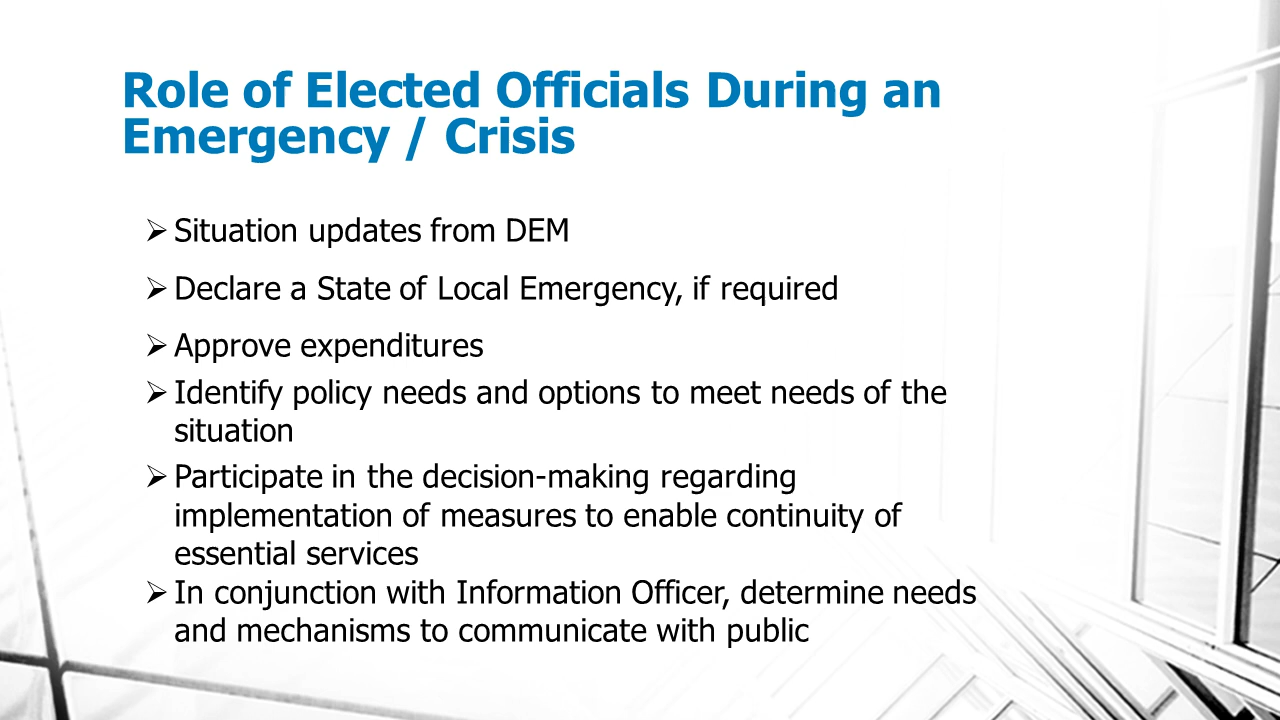 Role of Elected Officials During an
Emergency / Crisis
➢ Situation updates from DEM
➢ Declare a State of Local Emergency, if required
➢ Approve expenditures
➢ Identify policy needs and options to meet needs of the
situation
➢ Participate in the decision-making regarding
implementation of measures to enable continuity of
essential services
➢ In conjunction with Information Officer, determine needs
and mechanisms to communicate with public